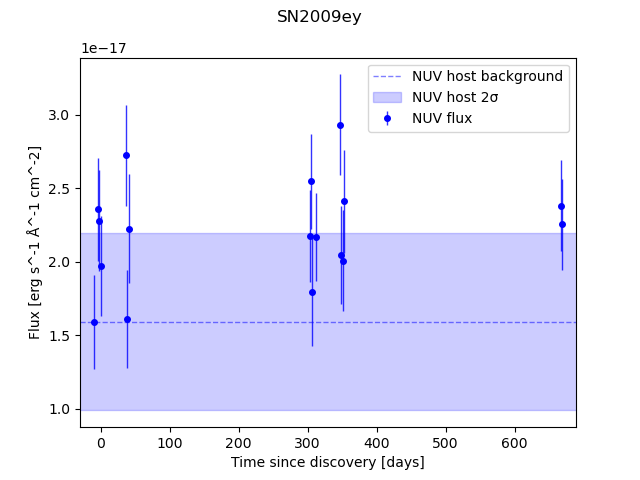 SN2009ey
1e−17
NUV host background
NUV host 2σ
NUV flux
3.0
2.5
2.0
1.5
1.0
Flux [erg s^-1 Å^-1 cm^-2]
0 100 200 300 400 500 600
Time since discovery [days]